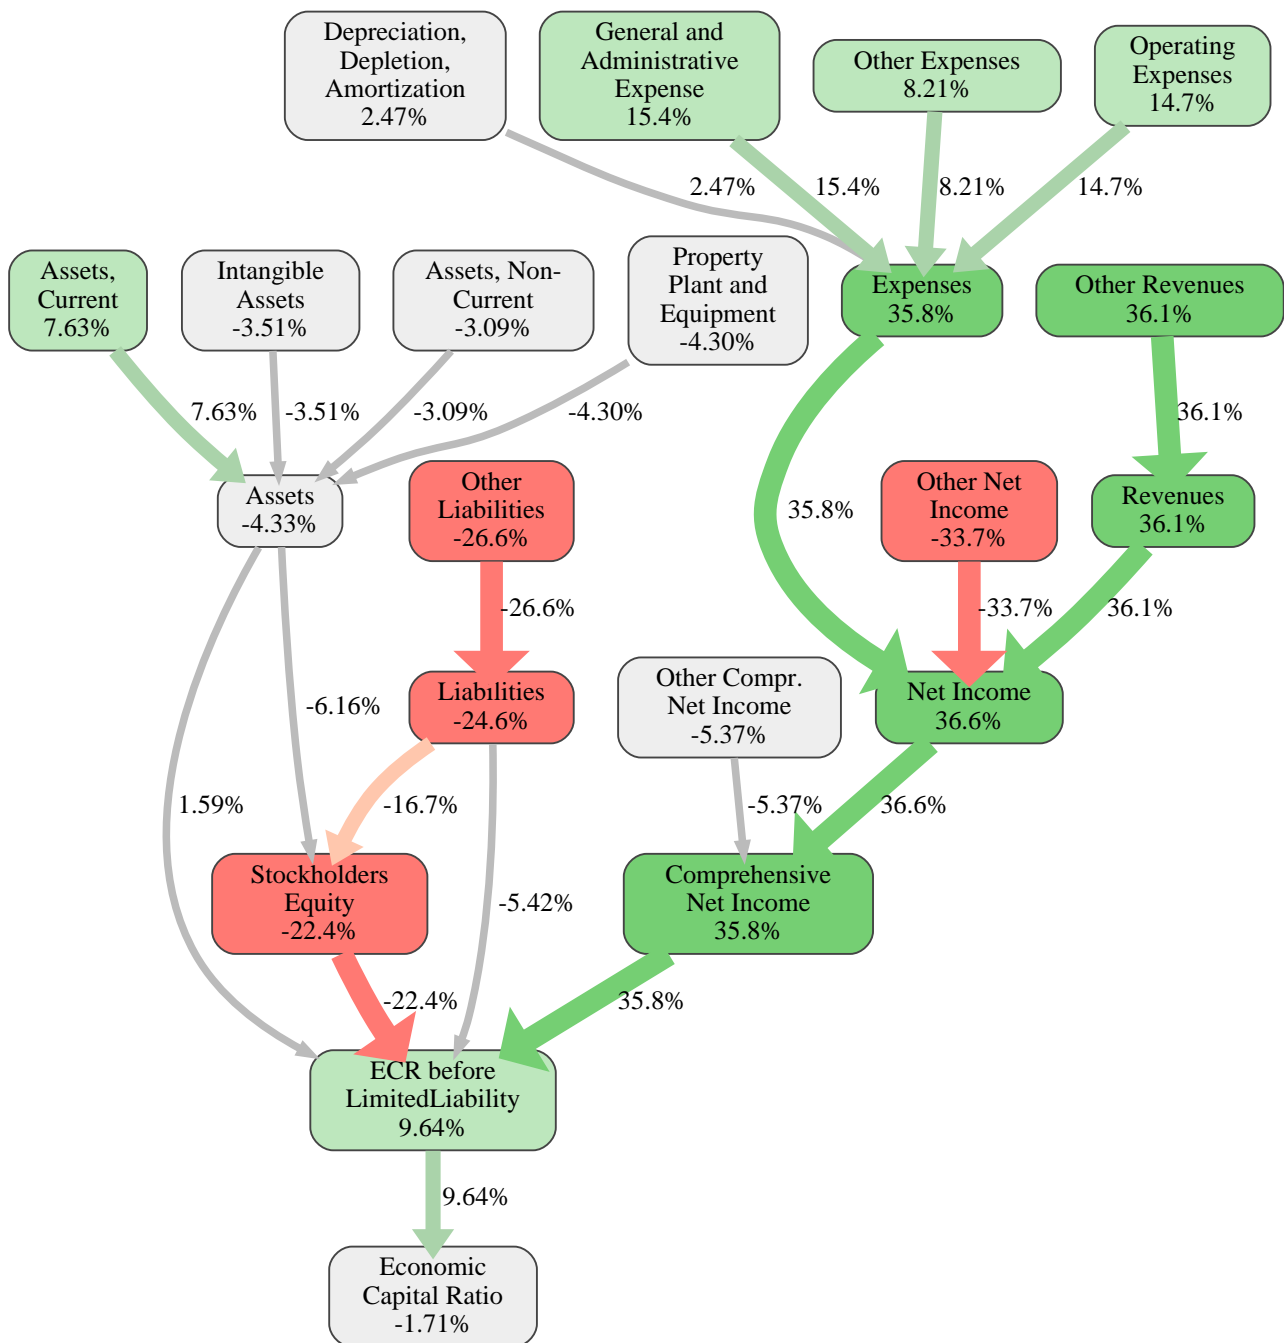 Depreciation,
Depletion,
Amortization
2.47%
General and
Administrative
Expense
15.4%
Other Expenses
8.21%
Operating
Expenses
14.7%
2.47%
15.4%
8.21%
14.7%
Assets,
Current
7.63%
Intangible
Assets
-3.51%
Assets, Non-
Current
-3.09%
Property
Plant and
Equipment
-4.30%
Expenses
35.8%
Other Revenues
36.1%
7.63%
-3.51%
-3.09%
-4.30%
36.1%
Assets
-4.33%
Other
Liabilities
-26.6%
35.8%
Other Net
Income
-33.7%
Revenues
36.1%
-26.6%
-33.7%
36.1%
-6.16%
Liabilities
-24.6%
Other Compr.
Net Income
-5.37%
Net Income
36.6%
1.59%
-16.7%
-5.37%
36.6%
Stockholders
Equity
-22.4%
-5.42%
Comprehensive
Net Income
35.8%
-22.4%
35.8%
ECR before
LimitedLiability
9.64%
9.64%
Economic
Capital Ratio
-1.71%